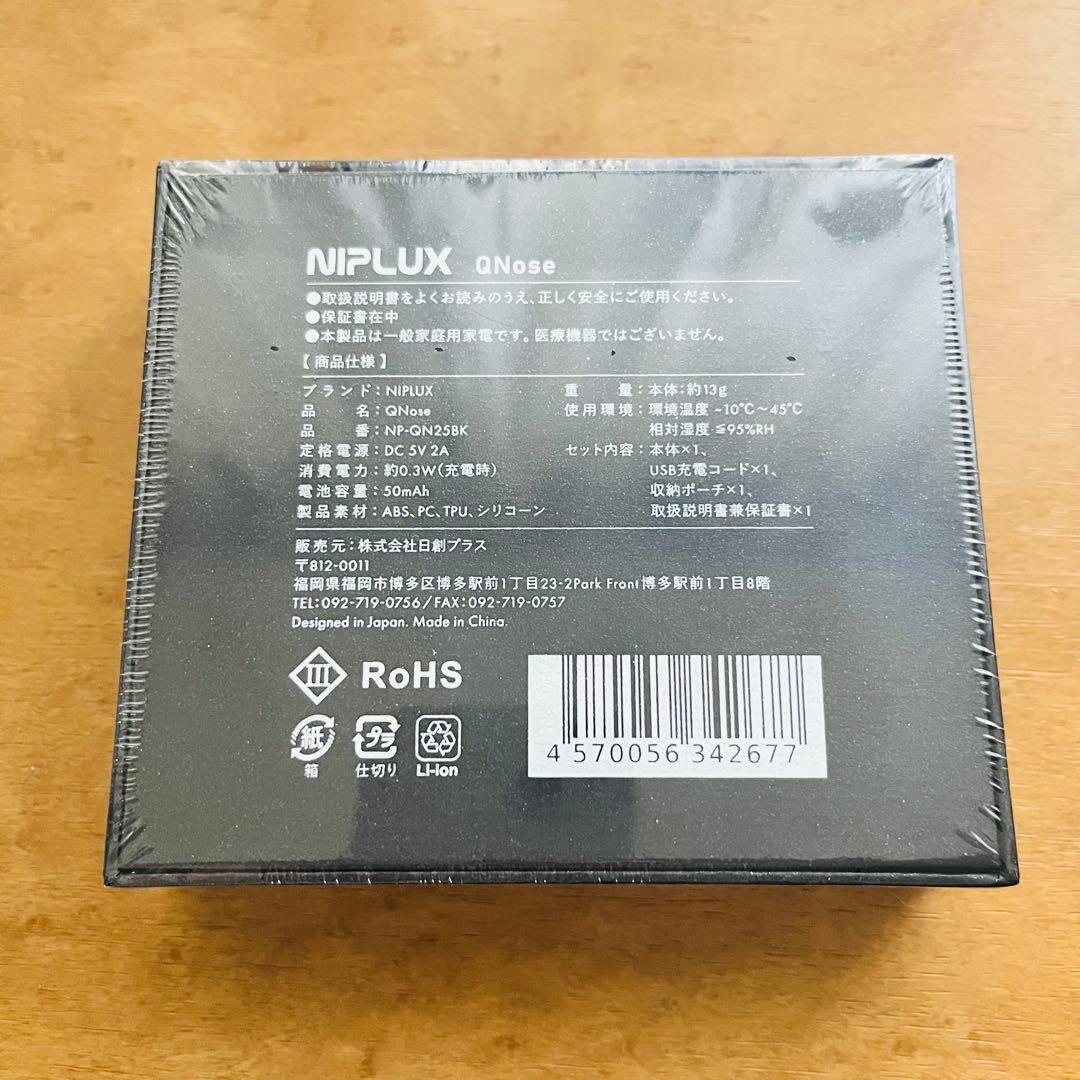 NIPLUX QNose
●取扱説明書をよくお読みのうえ、正しく安全にご使用ください。
●保証書在中
●本製品は一般家庭用家電です。医療機器ではございません。
【商品仕様】
ブランド:NIPLUX
品名:QNose
品番:NP-QN25BK
定格電源:DC 5V 2A
消費電力:約0.3W(充電時)
電池容量:50mAh
製品素材:ABS、PC、TPU、シリコーン
重量:本体:約13g
使用環境:環境温度 -10℃〜45℃
相対湿度 ≦95%RH
セット内容:本体×1、
USB充電コード×1、
収納ポーチ×1、
取扱説明書兼保証書×1
販売元:株式会社日創プラス
〒812-0011
福岡県福岡市博多区博多駅前1丁目23-2Park Front博多駅前1丁目8階
TEL:092-719-0756/FAX:092-719-0757
Designed in Japan. Made in China.
III RoHS
紙 プラ
箱 仕切り Li-ion
4 570056 342677